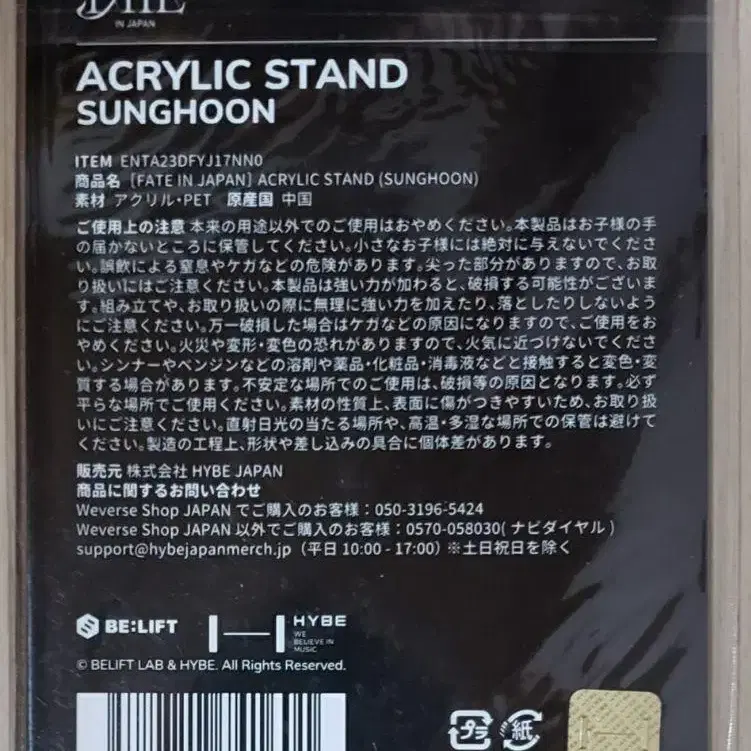 IN JAPAN
ACRYLIC STAND
SUNGHOON
ITEM ENTA23DFYJ17NN0
商品名 [FATE IN JAPAN] ACRYLIC STAND (SUNGHOON)
素材 アクリル・PET 原産国 中国
ご使用上の注意 本来の用途以外でのご使用はおやめください。本製品はお子様の手
の届かないところに保管してください。小さなお子様には絶対に与えないでくださ
い。誤飲による窒息やケガなどの危険があります。尖った部分がありますので、お取
り扱いにはご注意ください。本製品は強い力が加わると、破損する可能性がございま
す。組み立てや、お取り扱いの際に無理に強い力を加えたり、落としたりしないよう
にご注意ください。万一破損した場合はケガなどの原因になりますので、ご使用をお
やめください。火災や変形・変色の恐れがありますので、火気に近づけないでくださ
い。シンナーやベンジンなどの溶剤や薬品・化粧品・消毒液などと接触すると変色・変
質する場合があります。不安定な場所でのご使用は、破損等の原因となります。必ず
平らな場所でご使用ください。素材の性質上、表面に傷がつきやすいため、お取り扱
いにご注意ください。直射日光の当たる場所や、高温・多湿な場所での保管は避けて
ください。製造の工程上、形状や差し込みの具合に個体差があります。
販売元 株式会社 HYBE JAPAN
商品に関するお問い合わせ
Weverse Shop JAPAN でご購入のお客様：050-3196-5424
Weverse Shop JAPAN 以外でご購入のお客様：0570-058030( ナビダイヤル )
support@hybejapanmerch.jp（平日 10:00 - 17:00）※土日祝日を除く
BE:LIFT HYBE
WE
BELIEVE IN
MUSIC
© BELIFT LAB & HYBE. All Rights Reserved.
プラ 紙